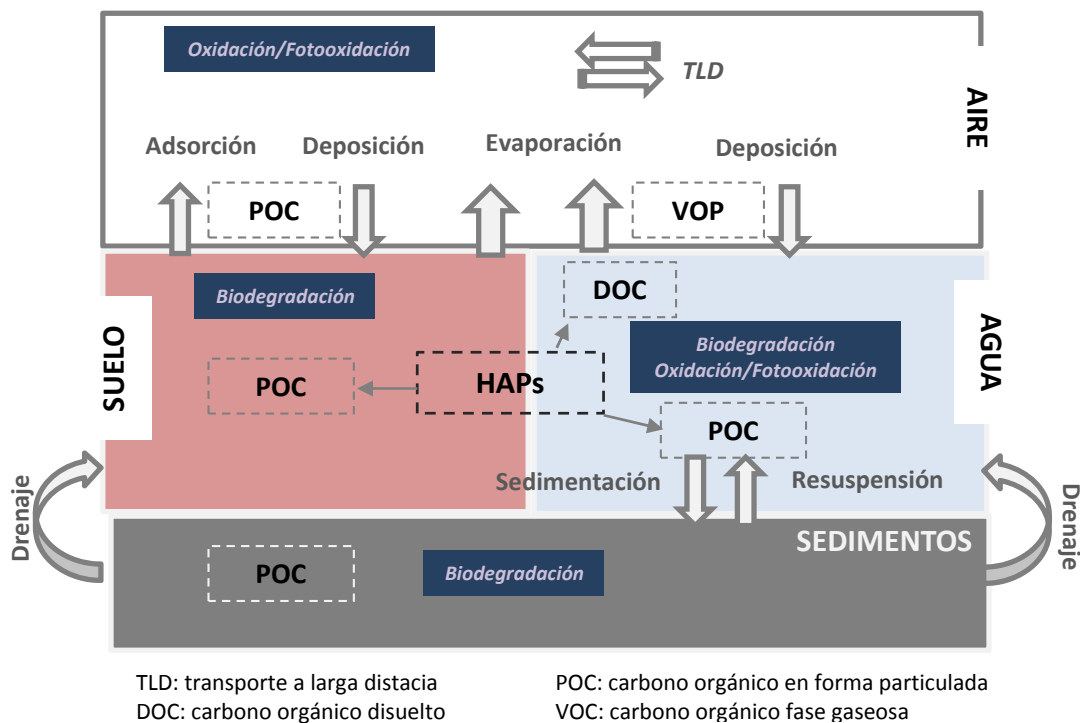 Oxidación/Fotooxidación
TLD
AIRE
Adsorción
Deposición
Evaporación
Deposición
POC
VOP
Biodegradación
DOC
SUELO
AGUA
Biodegradación
Oxidación/Fotooxidación
POC
HAPs
POC
Sedimentación
Resuspensión
Drenaje
Drenaje
SEDIMENTOS
POC
Biodegradación
TLD: transporte a larga distacia
POC: carbono orgánico en forma particulada
DOC: carbono orgánico disuelto
VOC: carbono orgánico fase gaseosa